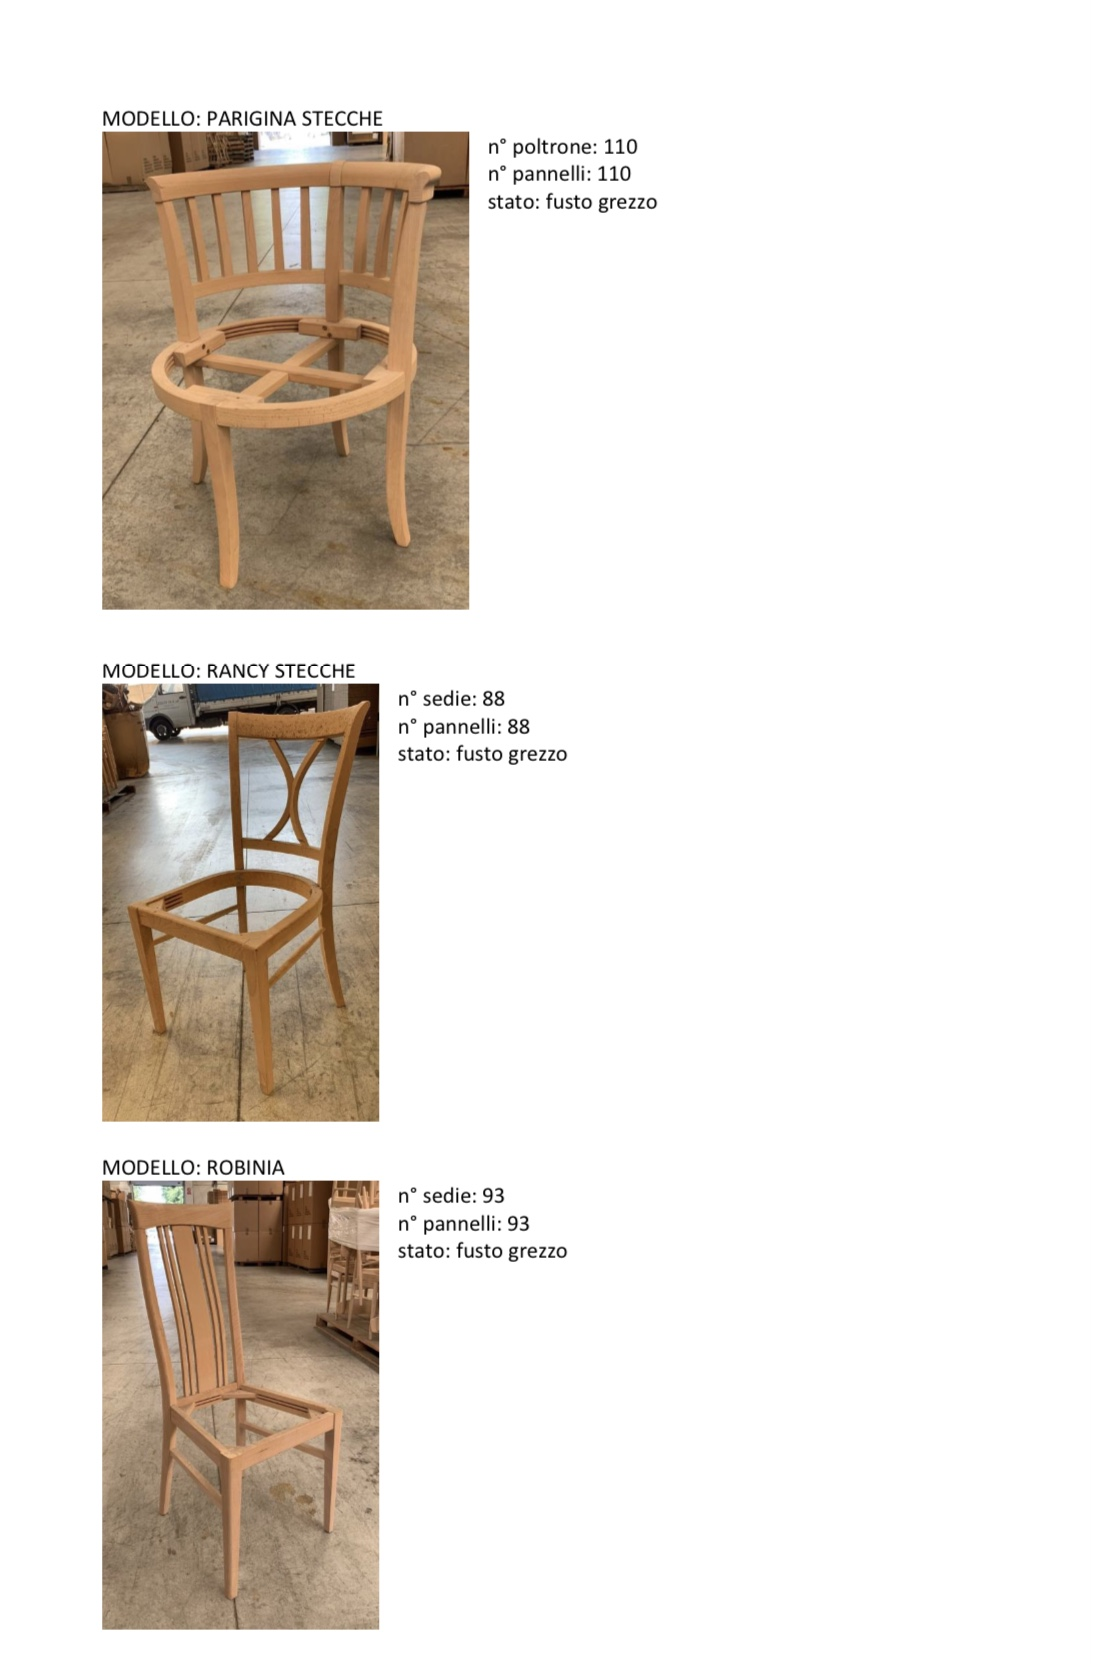 MODELLO: PARIGINA STECCHE
n° poltrone: 110
n° pannelli: 110
stato: fusto grezzo
MODELLO: RANCY STECCHE
n° sedie: 88
n° pannelli: 88
stato: fusto grezzo
MODELLO: ROBINIA
n° sedie: 93
n° pannelli: 93
stato: fusto grezzo